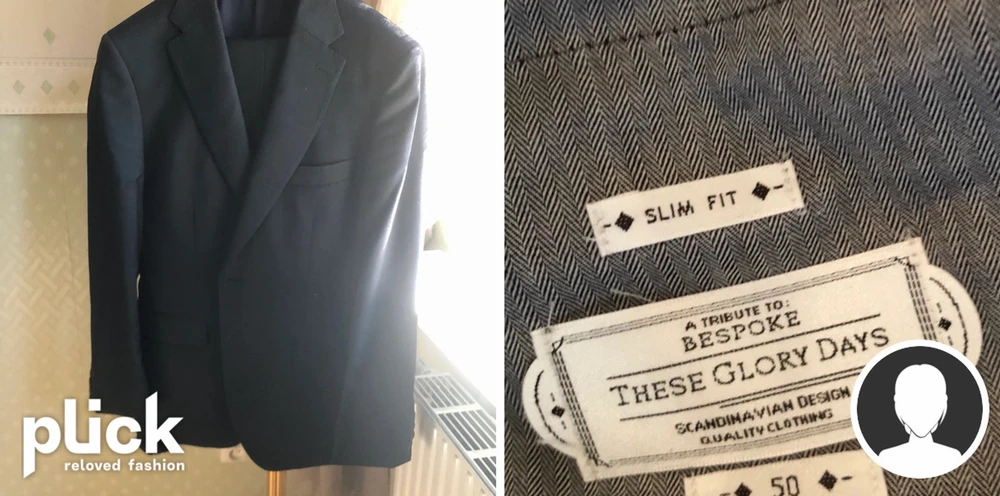 plick
reloved fashion
SLIM FIT
A TRIBUTE TO:
BESPOKE
THESE GLORY DAYS
SCANDINAVIAN DESIGN
QUALITY CLOTHING
50